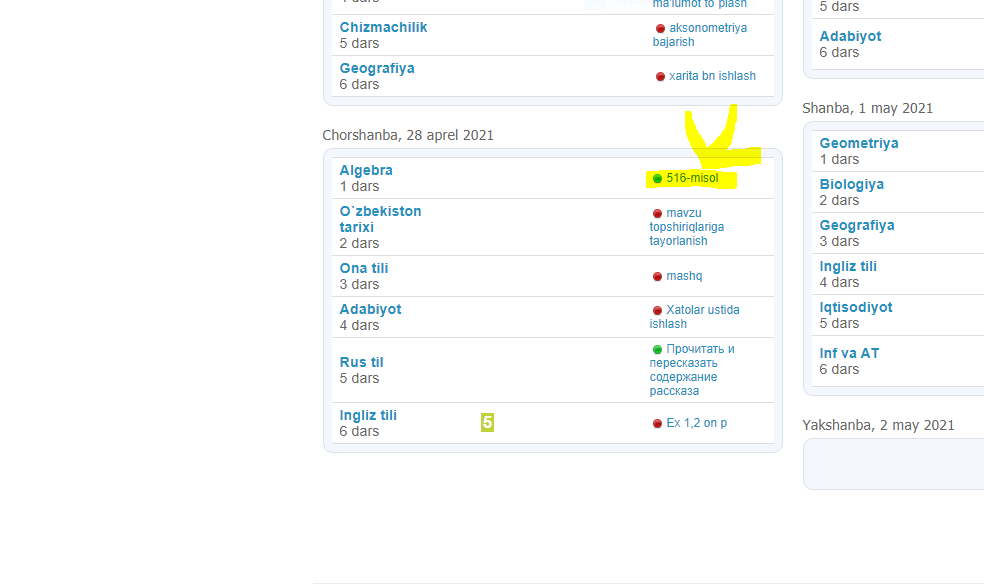 ma'lumot to'plash
Chizmachilik
5 dars
aksonometriya
bajarish
Geografiya
6 dars
xarita bn ishlash
Chorshanba, 28 aprel 2021
Algebra
1 dars
516-misol
O`zbekiston
tarixi
2 dars
mavzu
topshiriqlariga
tayorlanish
Ona tili
3 dars
mashq
Adabiyot
4 dars
Xatolar ustida
ishlash
Rus til
5 dars
Прочитать и
пересказать
содержание
рассказа
Ingliz tili
6 dars
5
Ex 1,2 on p
5 dars
Adabiyot
6 dars
Shanba, 1 may 2021
Geometriya
1 dars
Biologiya
2 dars
Geografiya
3 dars
Ingliz tili
4 dars
Iqtisodiyot
5 dars
Inf va AT
6 dars
Yakshanba, 2 may 2021